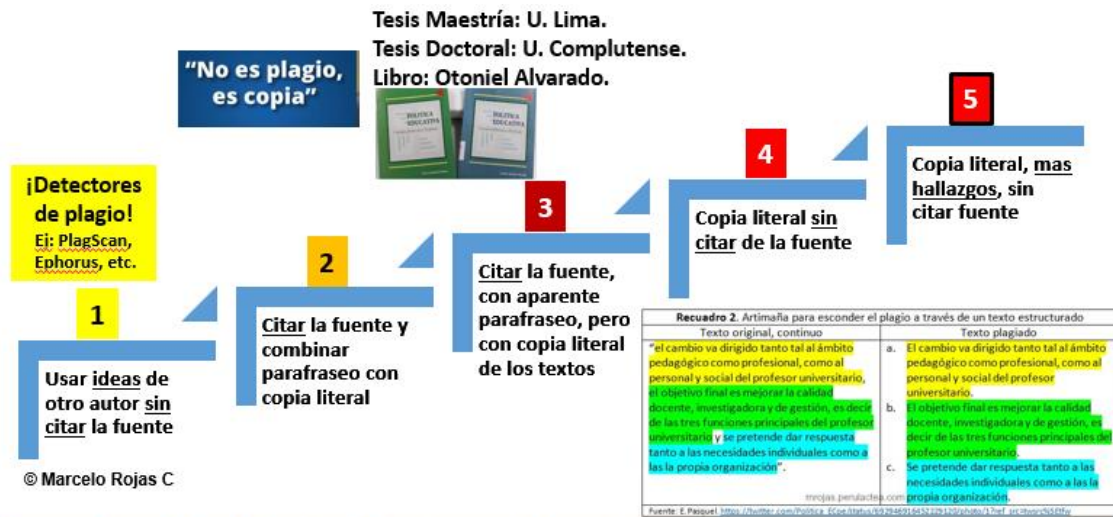 Tesis Maestría: U. Lima.
Tesis Doctoral: U. Complutense.
Libro: Otoniel Alvarado.
"No es plagio,
es copia"
POLITICA
EDUCATIVA
POLITICA
EDUCATIVA
¡Detectores
de plagio!
Ej: PlagScan,
Ephorus, etc.
1
Usar ideas de
otro autor sin
citar la fuente
2
Citar la fuente y
combinar
parafraseo con
copia literal
3
Citar la fuente,
con aparente
parafraseo, pero
con copia literal
de los textos
4
Copia literal sin
citar de la fuente
5
Copia literal, mas
hallazgos, sin
citar fuente
Recuadro 2. Artimaña para esconder el plagio a través de un texto estructurado
Texto original, continuo
"el cambio va dirigido tanto tal al ámbito
pedagógico como profesional, como al
personal y social del profesor universitario,
el objetivo final es mejorar la calidad
docente, investigadora y de gestión, es decir
de las tres funciones principales del profesor
universitario y se pretende dar respuesta
tanto a las necesidades individuales como a
las la propia organización".
Texto plagiado
a. El cambio va dirigido tanto tal al ámbito
pedagógico como profesional, como al
personal y social del profesor
universitario.
b. El objetivo final es mejorar la calidad
docente, investigadora y de gestión, es
decir de las tres funciones principales del
profesor universitario.
c. Se pretende dar respuesta tanto a las
necesidades individuales como a las la
propia organización.
mrojas.perulactea.com
Fuente: E. Pasquel.
© Marcelo Rojas C